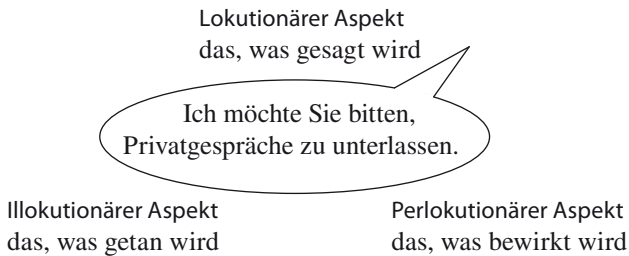 Lokutionärer Aspekt
das, was gesagt wird
Ich möchte Sie bitten,
Privatgespräche zu unterlassen.
Illokutionärer Aspekt
das, was getan wird
Perlokutionärer Aspekt
das, was bewirkt wird